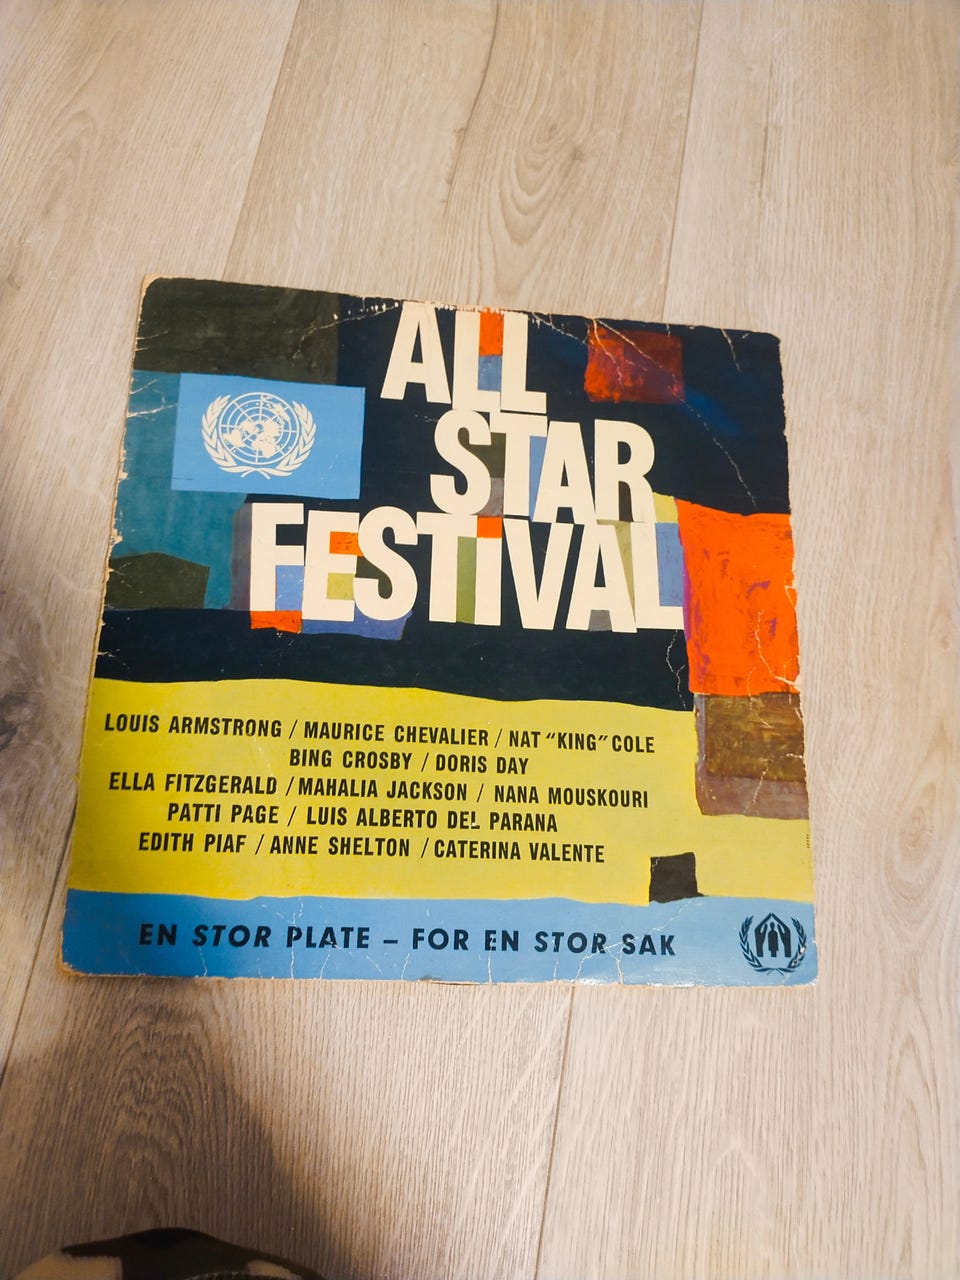 ALL
STAR
FESTiVAL
LOUIS ARMSTRONG / MAURICE CHEVALIER / NAT "KING" COLE
BING CROSBY / DORIS DAY
ELLA FITZGERALD / MAHALIA JACKSON / NANA MOUSKOURI
PATTI PAGE / LUIS ALBERTO DEL PARANA
EDITH PIAF / ANNE SHELTON / CATERINA VALENTE
EN STOR PLATE – FOR EN STOR SAK